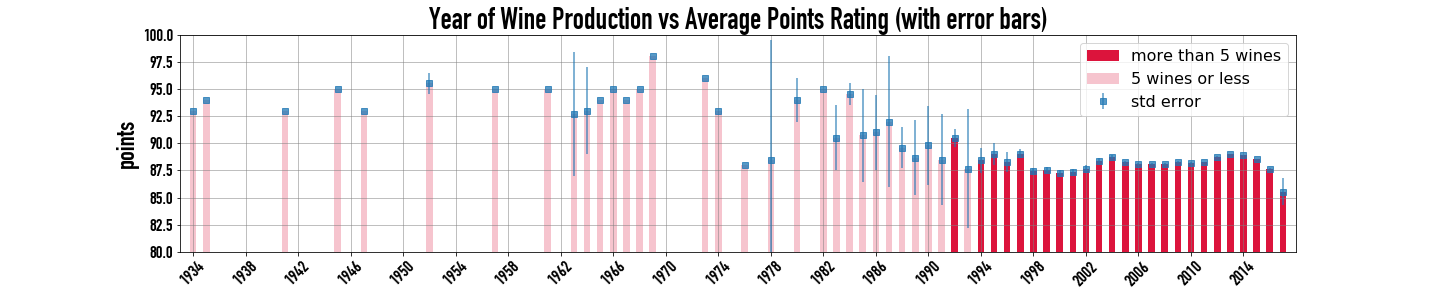 Year of Wine Production vs Average Points Rating (with error bars)
points
100.0
97.5
95.0
92.5
90.0
87.5
85.0
82.5
80.0
more than 5 wines
5 wines or less
std error
1934 1938 1942 1946 1950 1954 1958 1962 1966 1970 1974 1978 1982 1986 1990 1994 1998 2002 2006 2010 2014